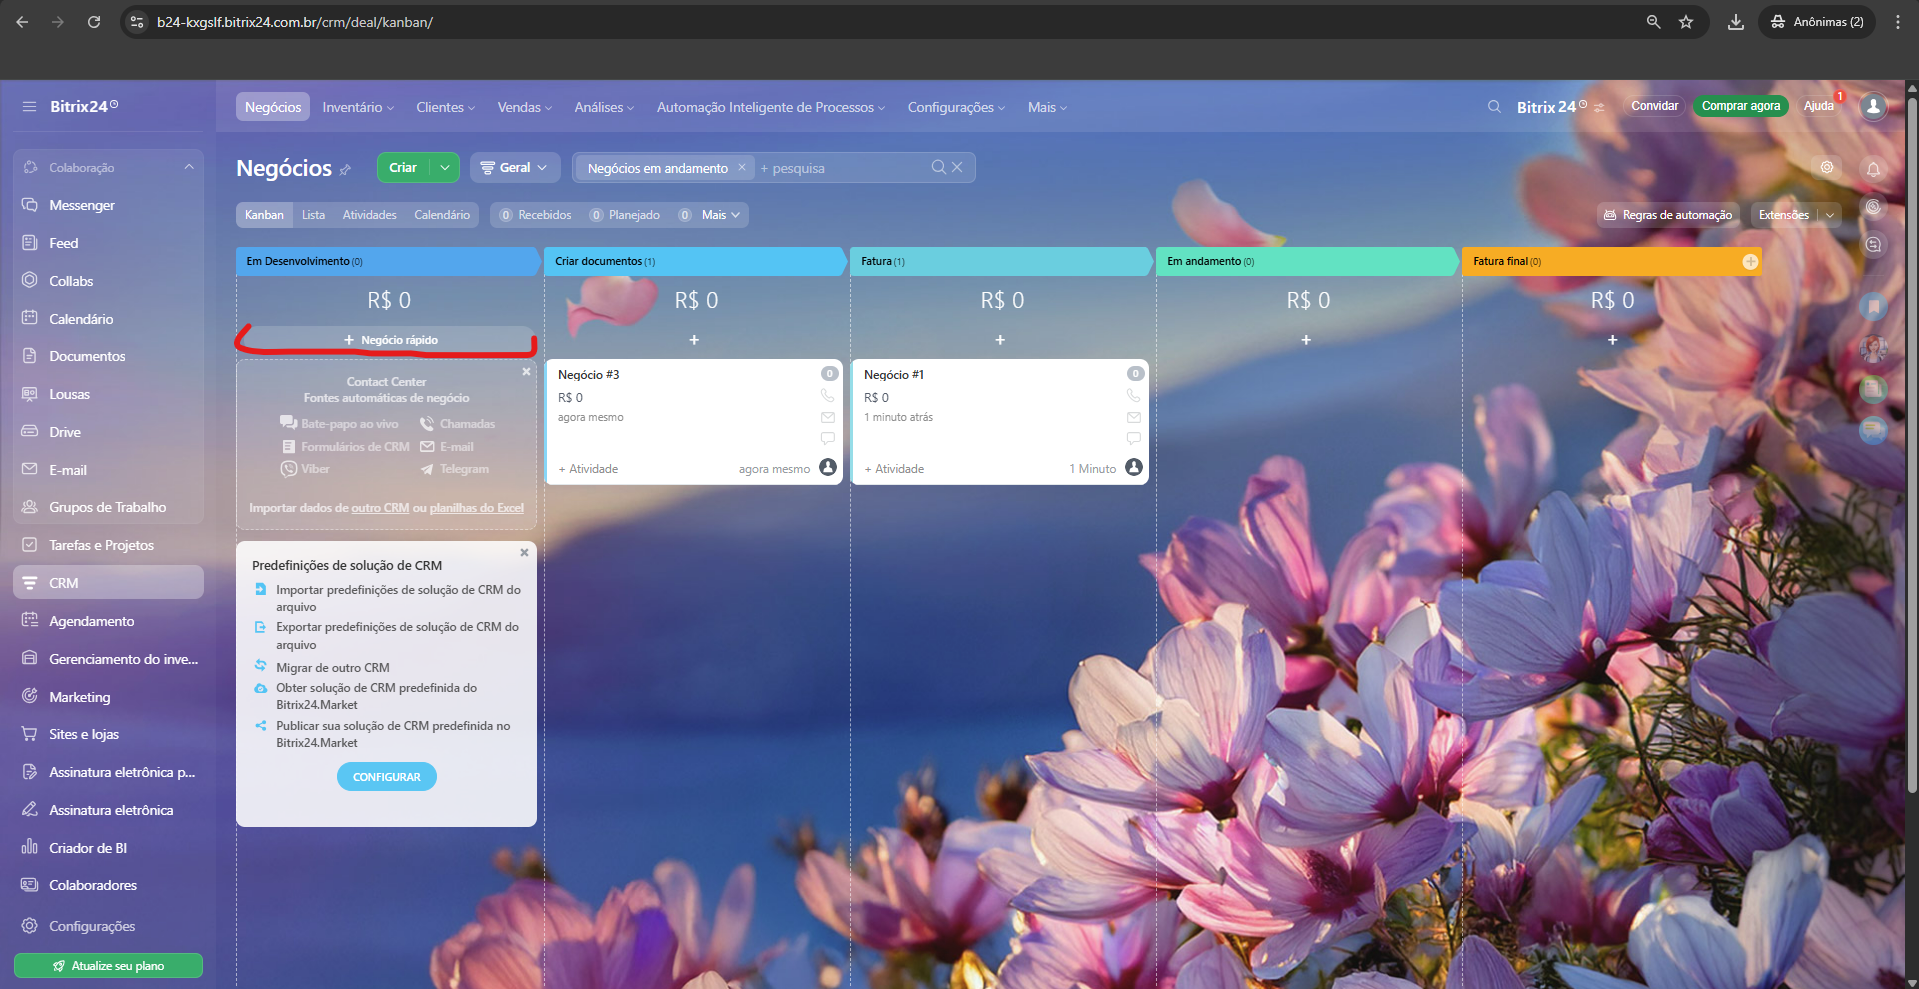 b24-kxgslf.bitrix24.com.br/crm/deal/kanban/
Anônimas (2)
Bitrix24
Negócios
Inventário
Clientes
Vendas
Análises
Automação Inteligente de Processos
Configurações
Mais
Bitrix 24
Convidar
Comprar agora
Ajuda
1
Colaboração
Messenger
Feed
Collabs
Calendário
Documentos
Lousas
Drive
E-mail
Grupos de Trabalho
Tarefas e Projetos
CRM
Agendamento
Gerenciamento do inve...
Marketing
Sites e lojas
Assinatura eletrônica p...
Assinatura eletrônica
Criador de BI
Colaboradores
Configurações
Atualize seu plano
Negócios
Criar
Geral
Negócios em andamento
+ pesquisa
Kanban
Lista
Atividades
Calendário
0 Recebidos
0 Planejado
0 Mais
Regras de automação
Extensões
Em Desenvolvimento (0)
R$ 0
+ Negócio rápido
Contact Center
Fontes automáticas de negócio
Bate-papo ao vivo
Chamadas
Formulários de CRM
E-mail
Viber
Telegram
Importar dados de outro CRM ou planilhas do Excel
Predefinições de solução de CRM
Importar predefinições de solução de CRM do
arquivo
Exportar predefinições de solução de CRM do
arquivo
Migrar de outro CRM
Obter solução de CRM predefinida do
Bitrix24.Market
Publicar sua solução de CRM predefinida no
Bitrix24.Market
CONFIGURAR
Criar documentos (1)
R$ 0
+
Negócio #3
0
R$ 0
agora mesmo
+ Atividade
agora mesmo
Fatura (1)
R$ 0
+
Negócio #1
0
R$ 0
1 minuto atrás
+ Atividade
1 Minuto
Em andamento (0)
R$ 0
+
Fatura final (0)
R$ 0
+